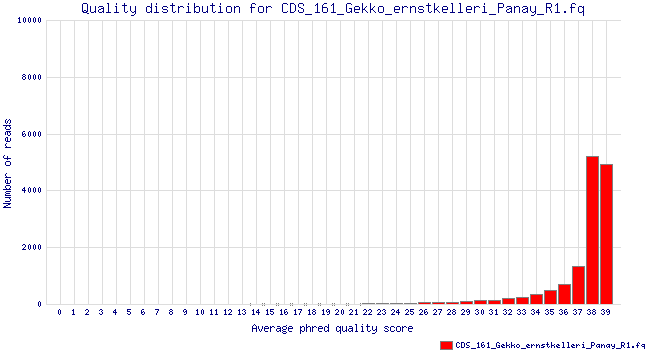 Quality distribution for CDS_161_Gekko_ernstkelleri_Panay_R1.fq
10000
8000
6000
4000
2000
0
Number of reads
0 1 2 3 4 5 6 7 8 9 10 11 12 13 14 15 16 17 18 19 20 21 22 23 24 25 26 27 28 29 30 31 32 33 34 35 36 37 38 39
Average phred quality score
CDS_161_Gekko_ernstkelleri_Panay_R1.fq